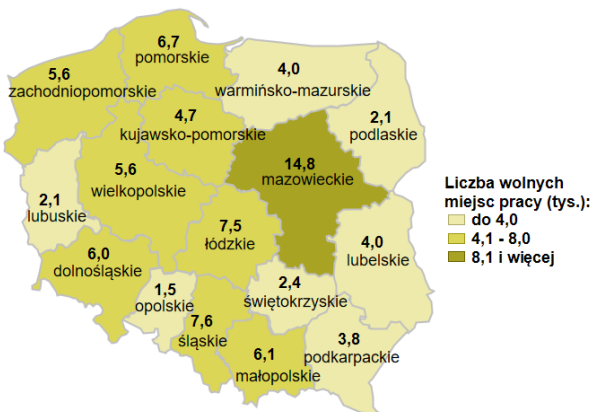 6,7
pomorskie
5,6
zachodniopomorskie
4,0
warmińsko-mazurskie
4,7
kujawsko-pomorskie
2,1
podlaskie
14,8
mazowieckie
5,6
wielkopolskie
2,1
lubuskie
7,5
łódzkie
4,0
lubelskie
6,0
dolnośląskie
1,5
opolskie
2,4
świętokrzyskie
7,6
śląskie
6,1
małopolskie
3,8
podkarpackie
Liczba wolnych
miejsc pracy (tys.):
do 4,0
4,1 - 8,0
8,1 i więcej